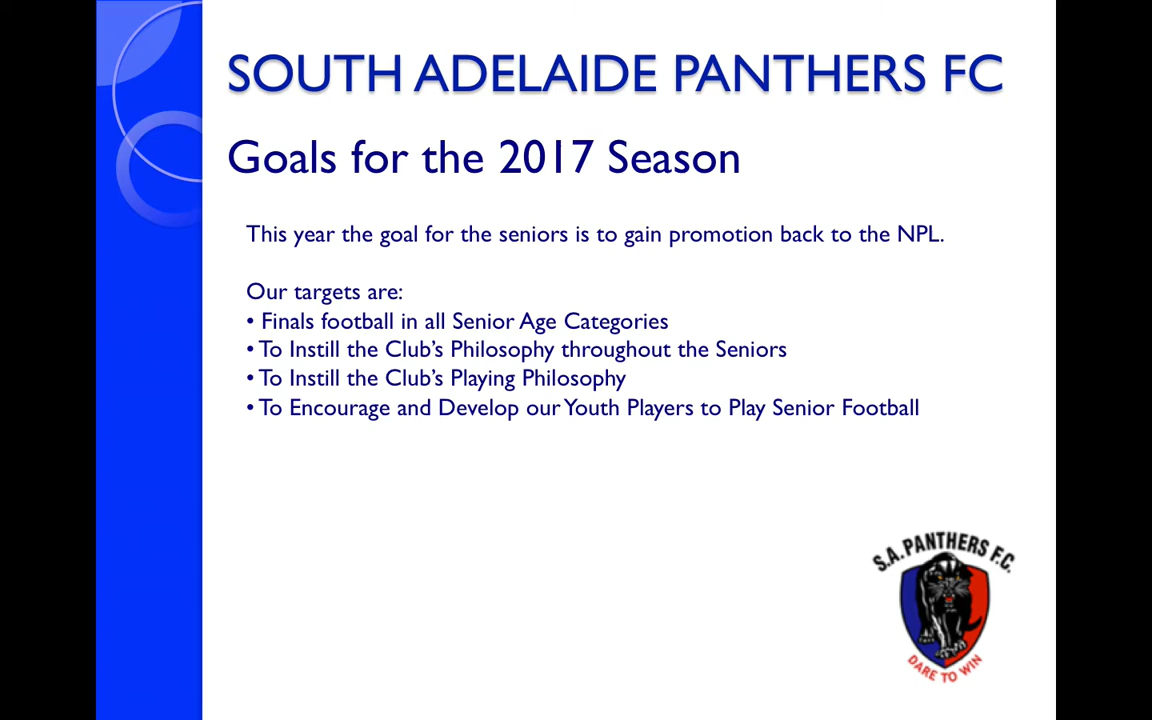 SOUTH ADELAIDE PANTHERS FC
Goals for the 2017 Season
This year the goal for the seniors is to gain promotion back to the NPL.
Our targets are:
• Finals football in all Senior Age Categories
• To Instill the Club’s Philosophy throughout the Seniors
• To Instill the Club’s Playing Philosophy
• To Encourage and Develop our Youth Players to Play Senior Football
S.A. PANTHERS F.C.
DARE TO WIN